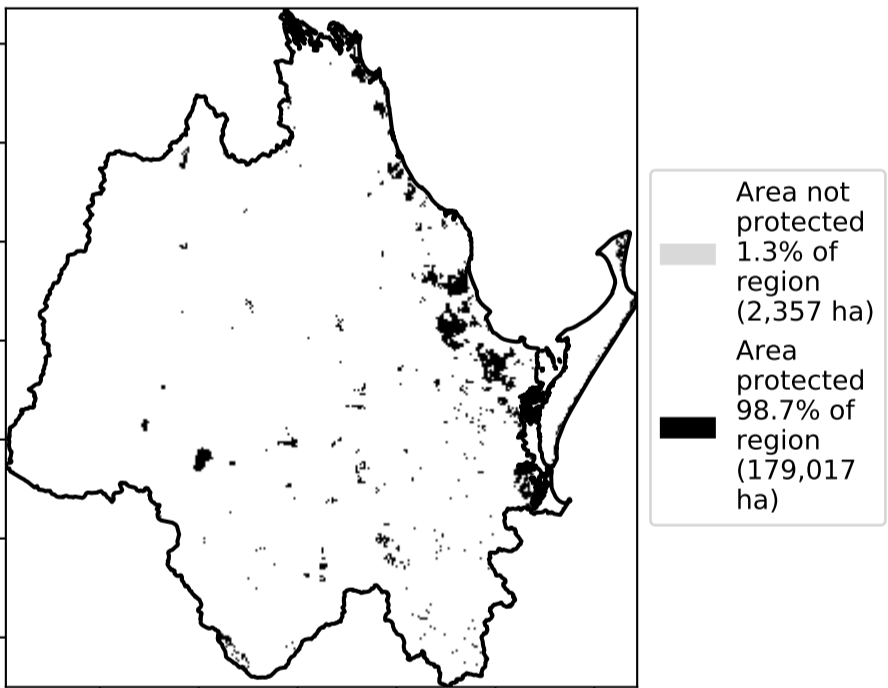 Area not
protected
1.3% of
region
(2,357 ha)
Area
protected
98.7% of
region
(179,017
ha)